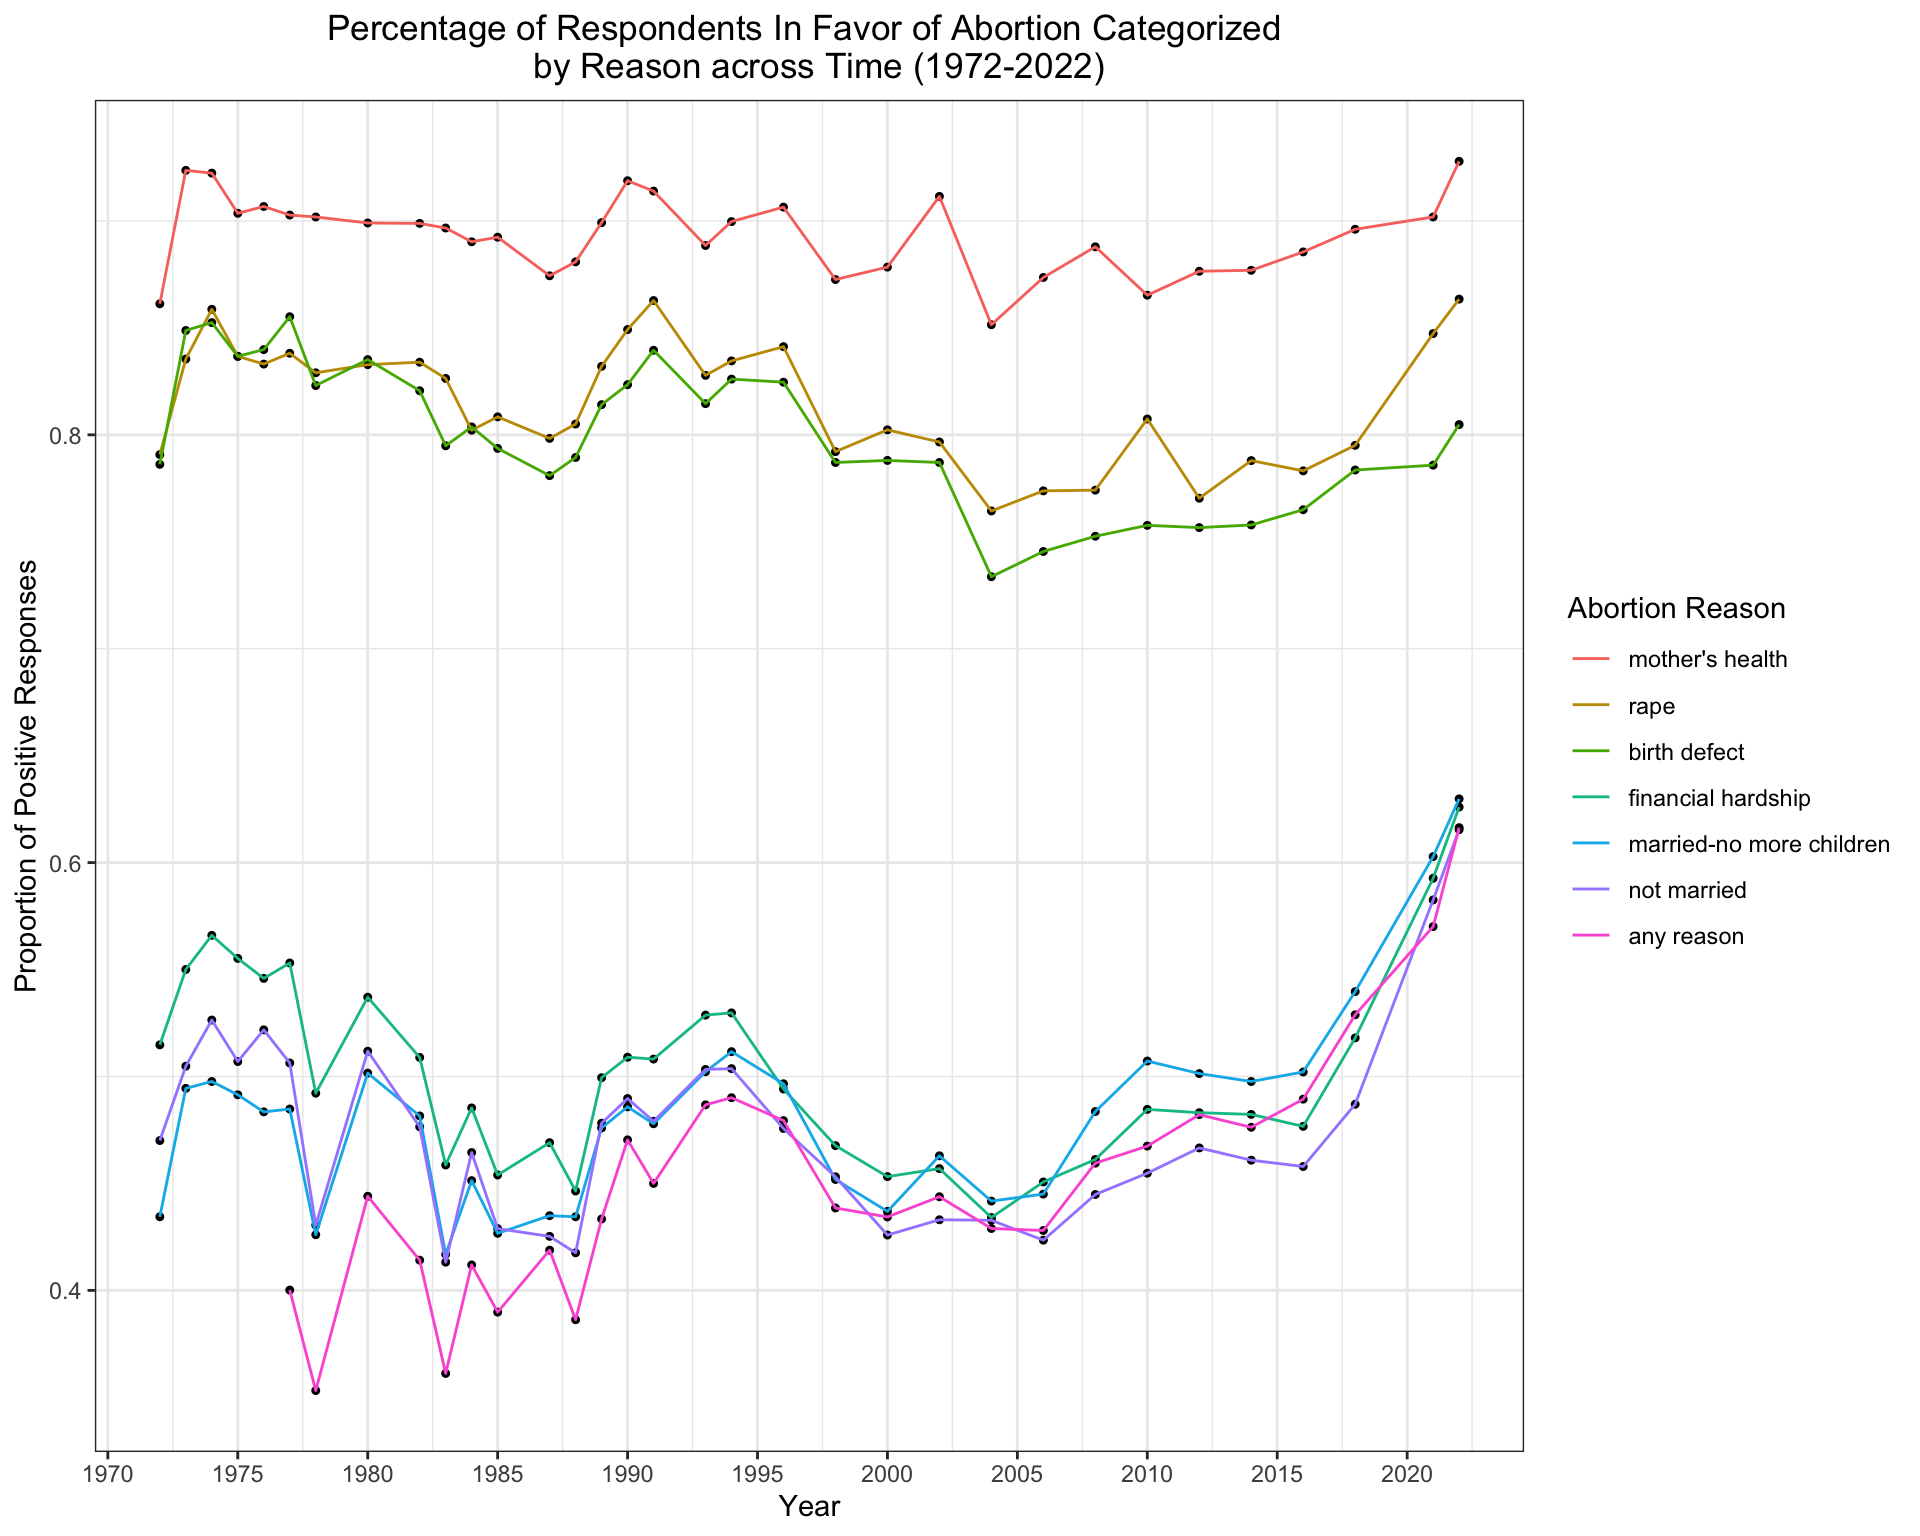 Percentage of Respondents In Favor of Abortion Categorized
by Reason across Time (1972-2022)
Proportion of Positive Responses
0.8
0.6
0.4
1970 1975 1980 1985 1990 1995 2000 2005 2010 2015 2020
Year
Abortion Reason
mother's health
rape
birth defect
financial hardship
married-no more children
not married
any reason